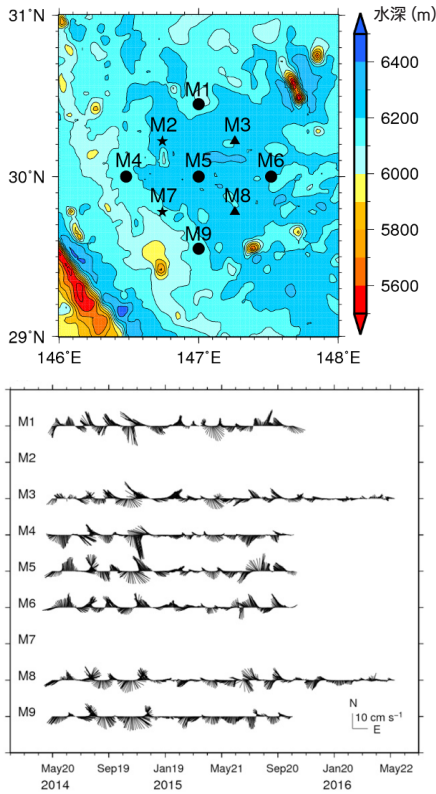 水深 (m)
31˚N
30˚N
29˚N
146˚E
147˚E
148˚E
M1
M2
M3
M4
M5
M6
M7
M8
M9
6400
6200
6000
5800
5600
M1
M2
M3
M4
M5
M6
M7
M8
M9
N
10 cm s⁻¹
E
May20 Sep19 Jan19 May21 Sep20 Jan20 May22
2014 2015 2016